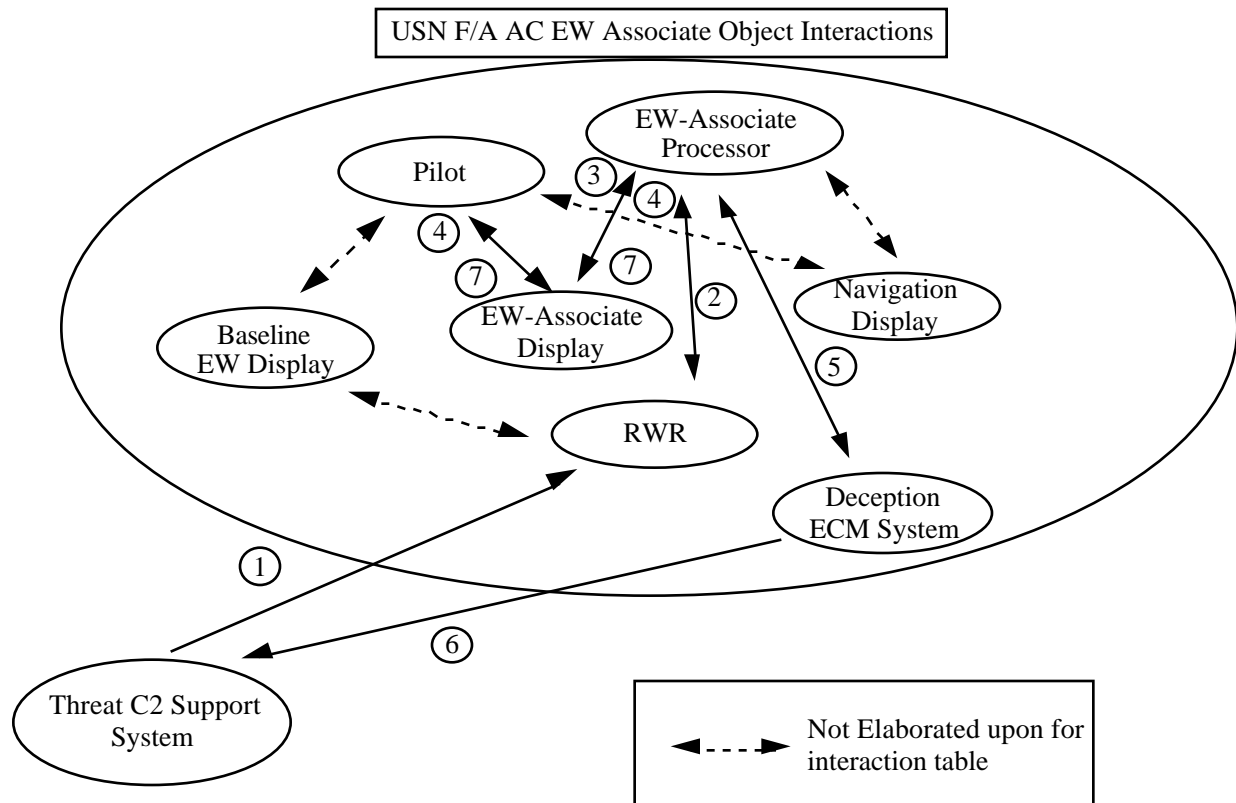 USN F/A AC EW Associate Object Interactions
EW-Associate
Processor
Pilot
3
4
4
7
7
2
Navigation
Display
EW-Associate
Display
Baseline
EW Display
5
RWR
Deception
ECM System
1
6
Threat C2 Support
System
Not Elaborated upon for
interaction table